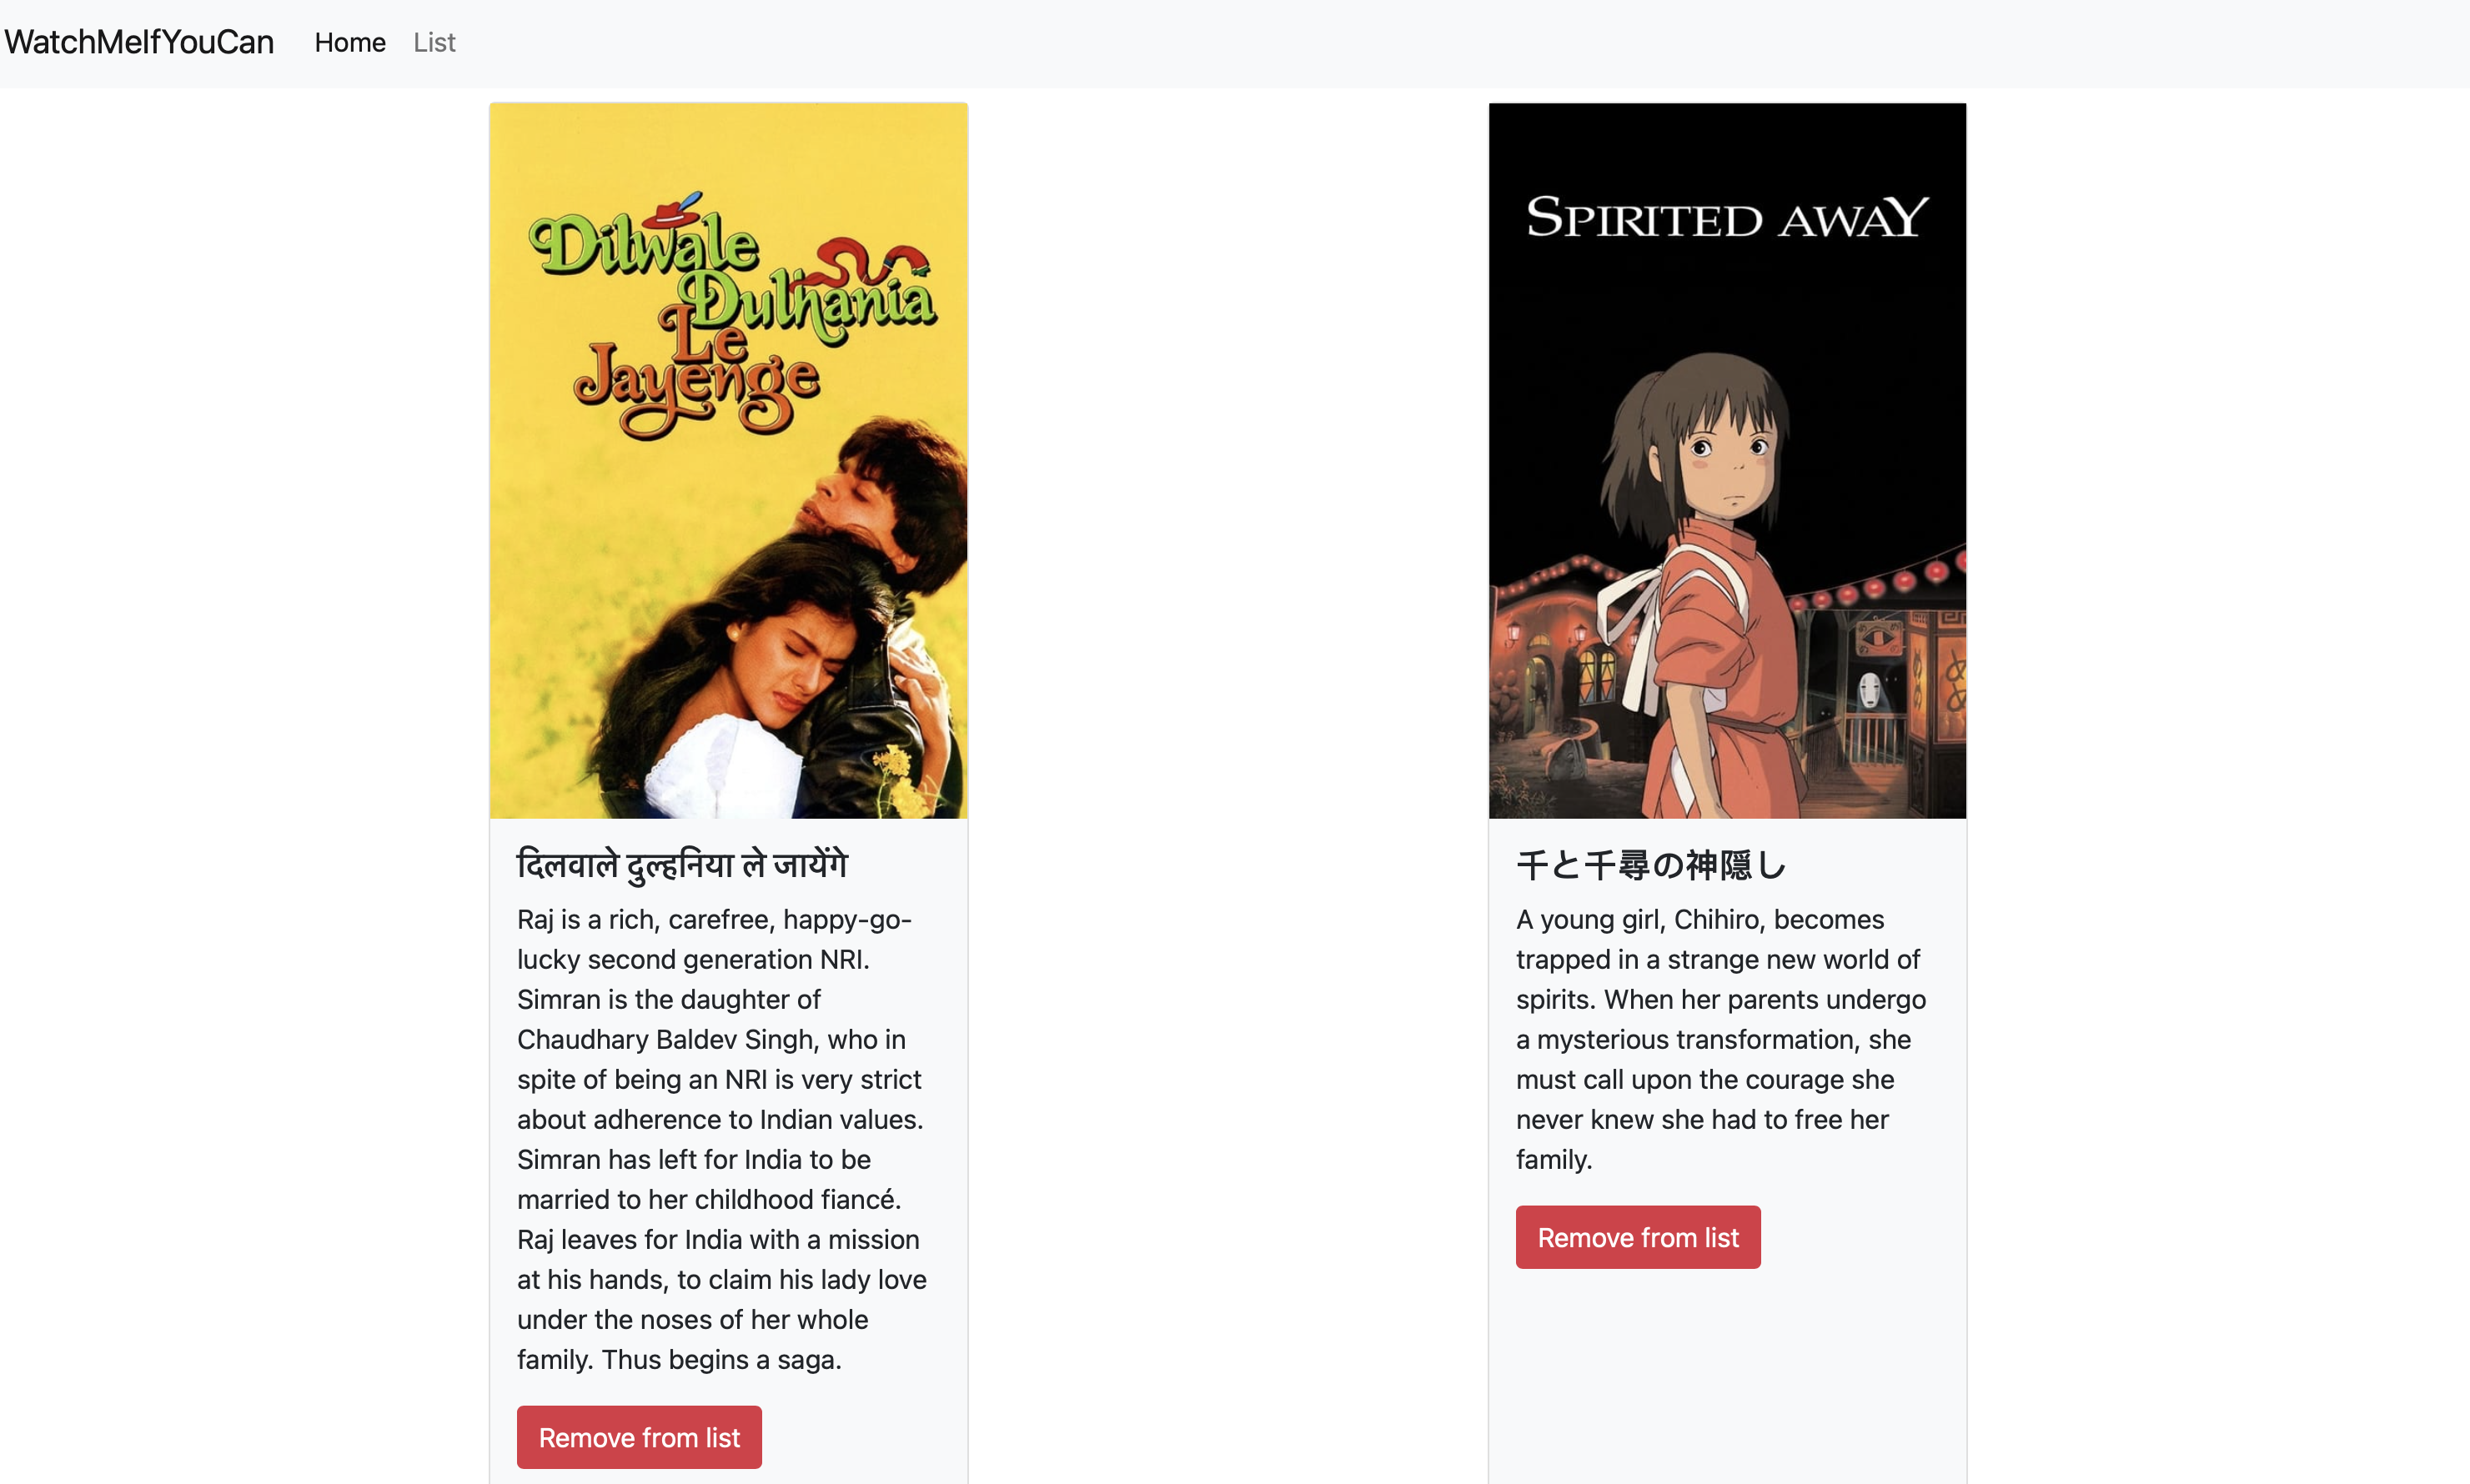 WatchMeIfYouCan Home List
Dilwale
Dulhania
Le
Jayenge
दिलवाले दुल्हनिया ले जायेंगे
Raj is a rich, carefree, happy-go-
lucky second generation NRI.
Simran is the daughter of
Chaudhary Baldev Singh, who in
spite of being an NRI is very strict
about adherence to Indian values.
Simran has left for India to be
married to her childhood fiancé.
Raj leaves for India with a mission
at his hands, to claim his lady love
under the noses of her whole
family. Thus begins a saga.
Remove from list
SPIRITED AWAY
千と千尋の神隠し
A young girl, Chihiro, becomes
trapped in a strange new world of
spirits. When her parents undergo
a mysterious transformation, she
must call upon the courage she
never knew she had to free her
family.
Remove from list